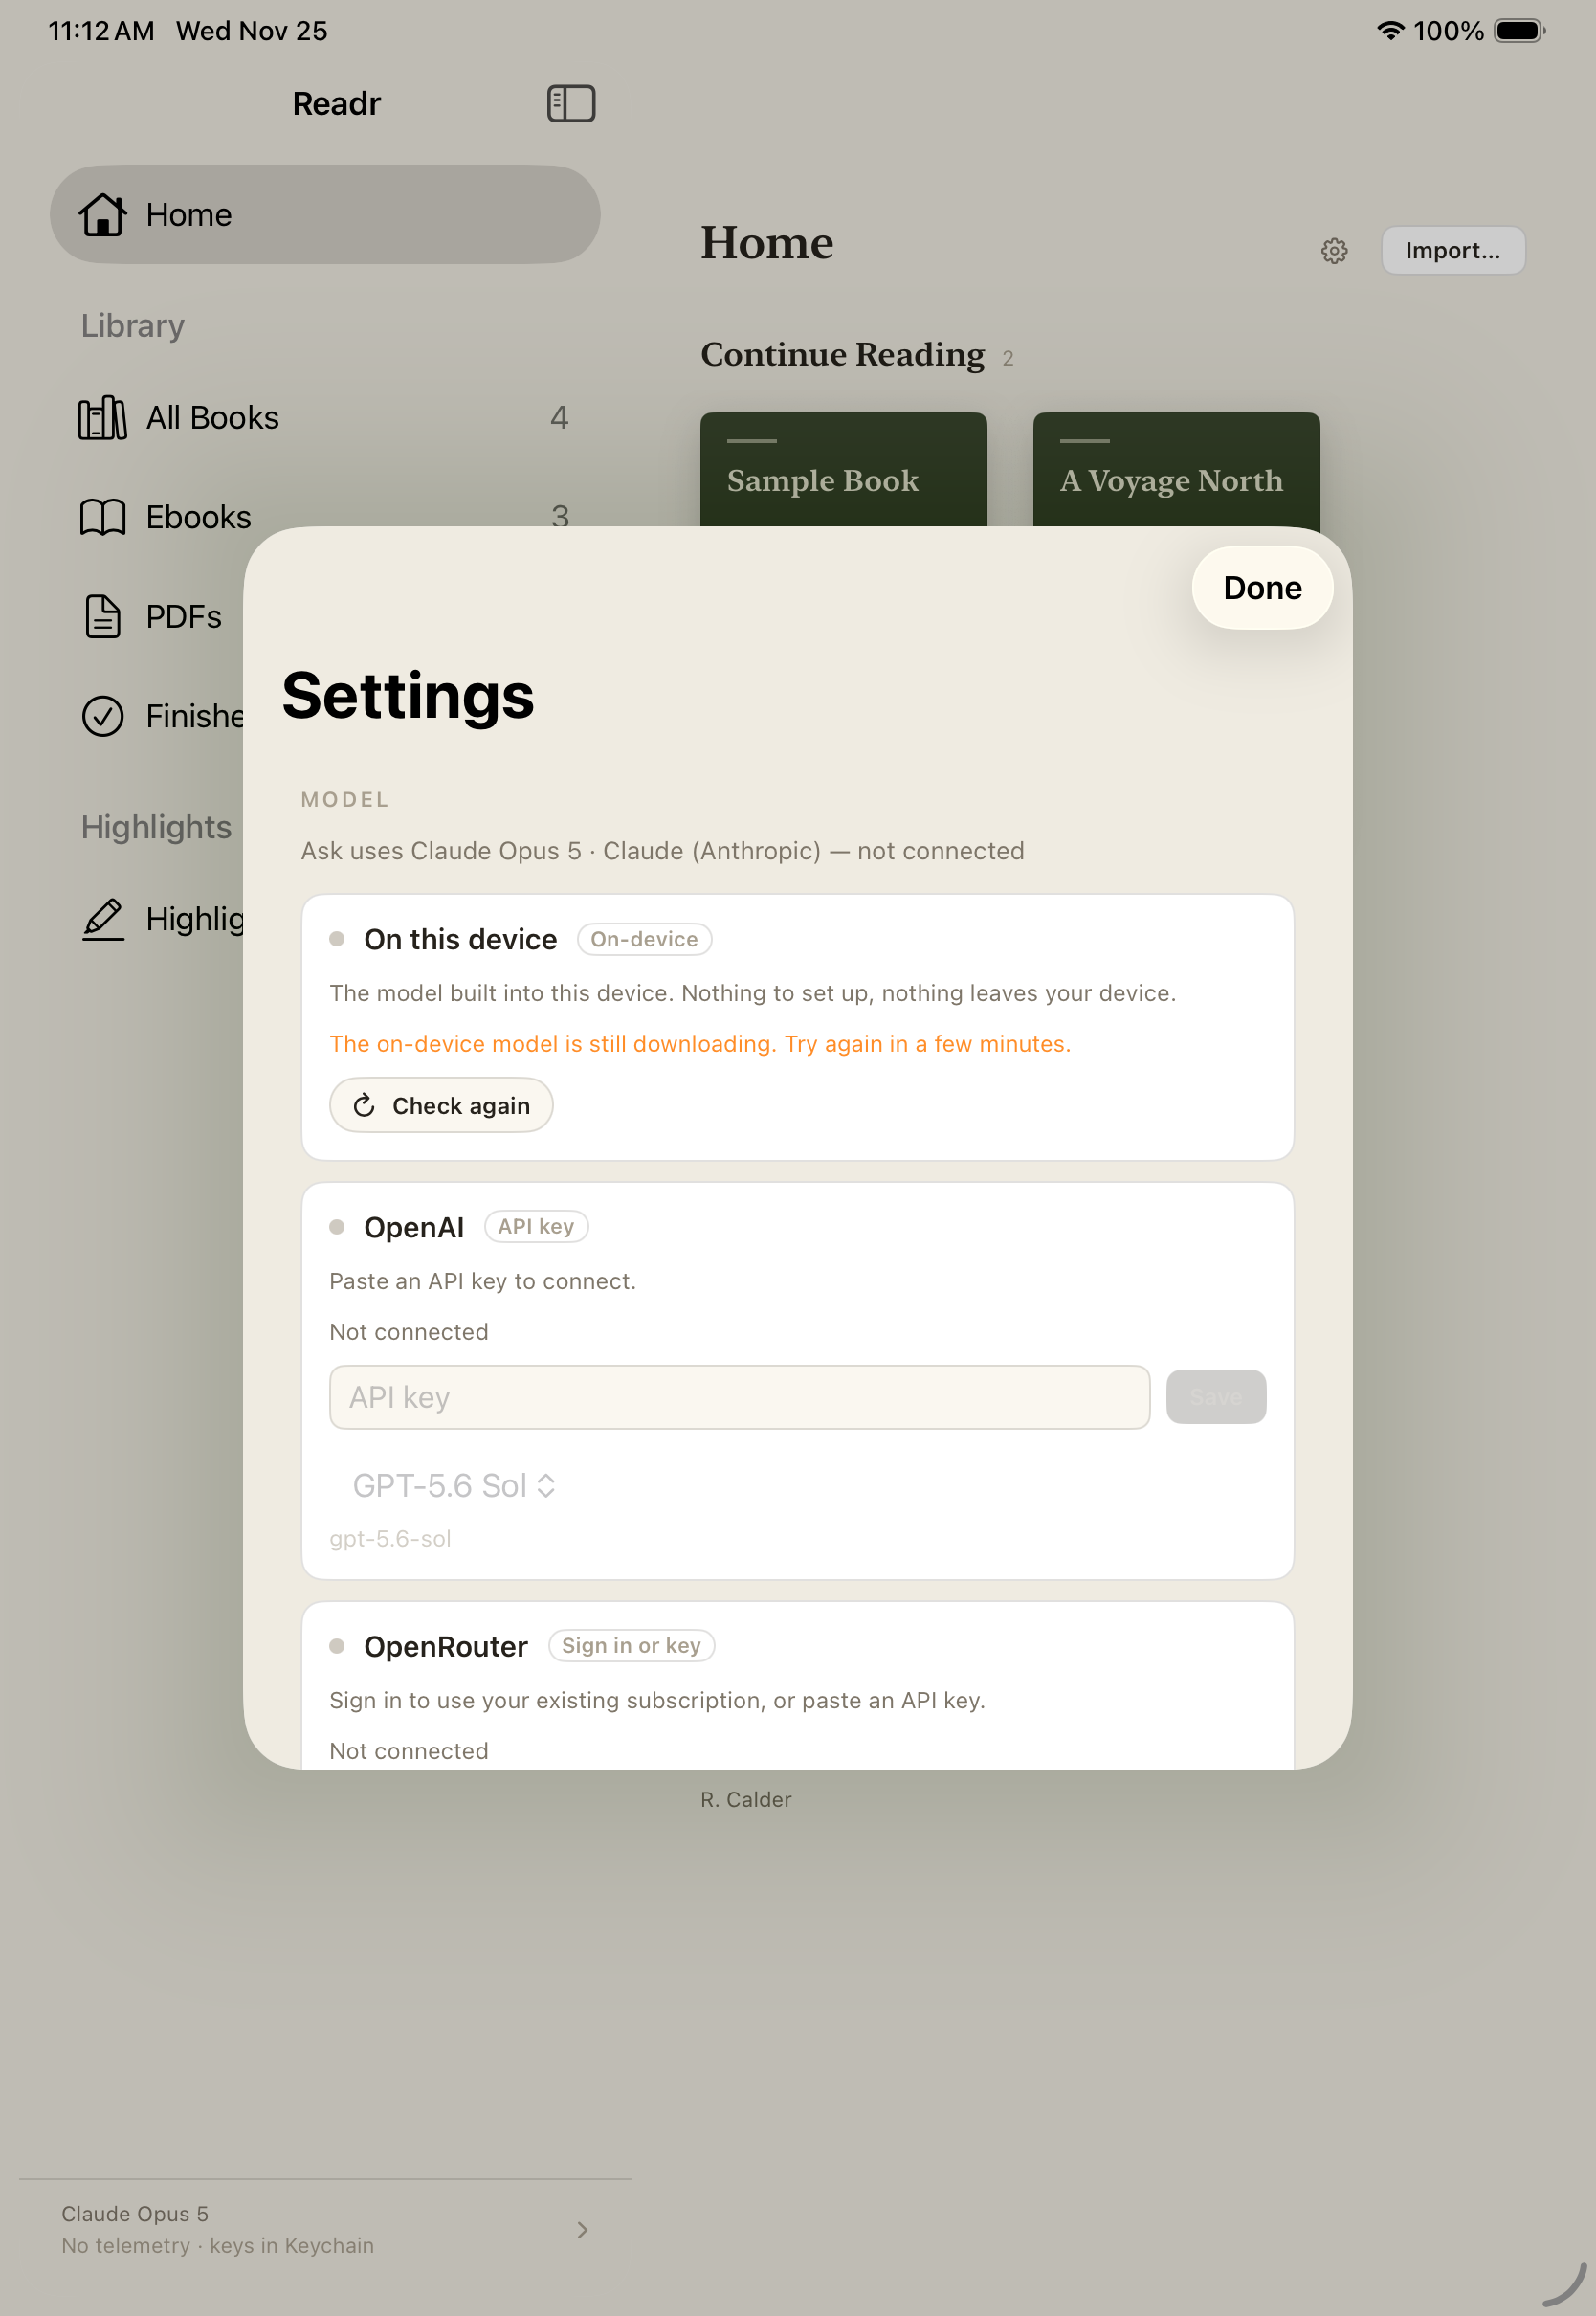 11:12 AM Wed Nov 25
100%
Readr
Home
Library
All Books 4
Ebooks 3
PDFs
Finishe
Highlights
Highlig
Home
Import...
Continue Reading 2
Sample Book
A Voyage North
Done
Settings
MODEL
Ask uses Claude Opus 5 · Claude (Anthropic) — not connected
On this device On-device
The model built into this device. Nothing to set up, nothing leaves your device.
The on-device model is still downloading. Try again in a few minutes.
Check again
OpenAI API key
Paste an API key to connect.
Not connected
API key Save
GPT-5.6 Sol
gpt-5.6-sol
OpenRouter Sign in or key
Sign in to use your existing subscription, or paste an API key.
Not connected
R. Calder
Claude Opus 5
No telemetry · keys in Keychain